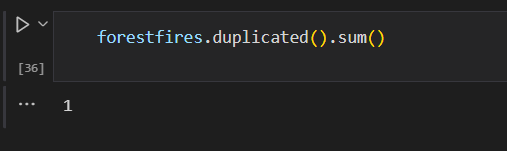 forestfires.duplicated().sum()
[36]
... 1